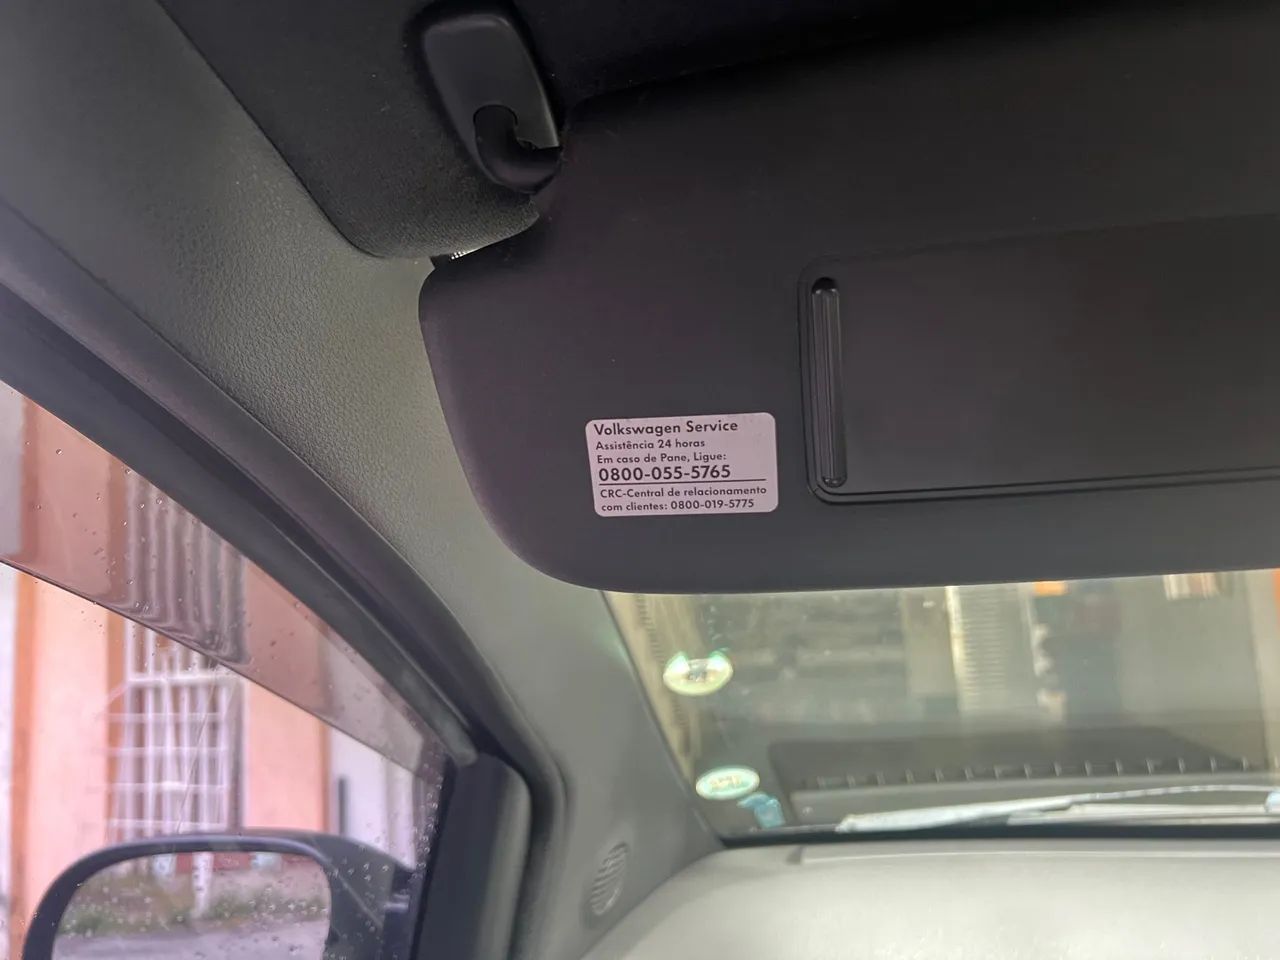 Volkswagen Service
Assistência 24 horas
Em caso de Pane, Ligue:
0800-055-5765
CRC-Central de relacionamento
com clientes: 0800-019-5775